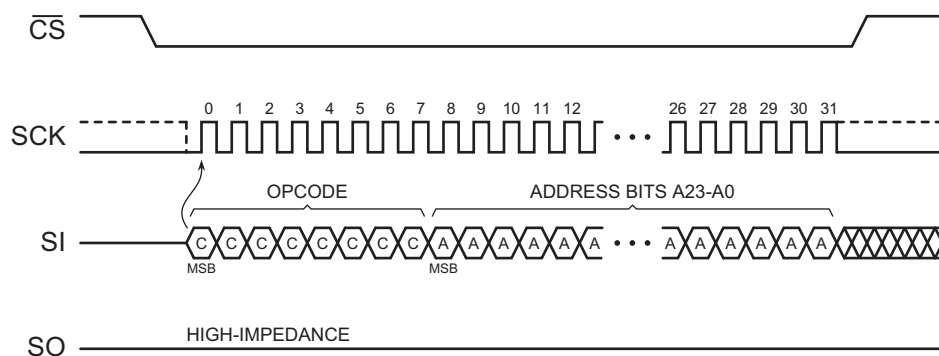 CS
0 1 2 3 4 5 6 7 8 9 10 11 12 26 27 28 29 30 31
SCK
OPCODE ADDRESS BITS A23-A0
SI C C C C C C C C A A A A A A A A A A A A
MSB MSB
HIGH-IMPEDANCE
SO